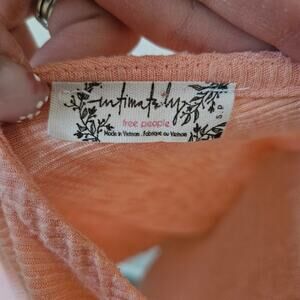 intimately
free people
Made in Vietnam . Fabriqué au Vietnam
S/P